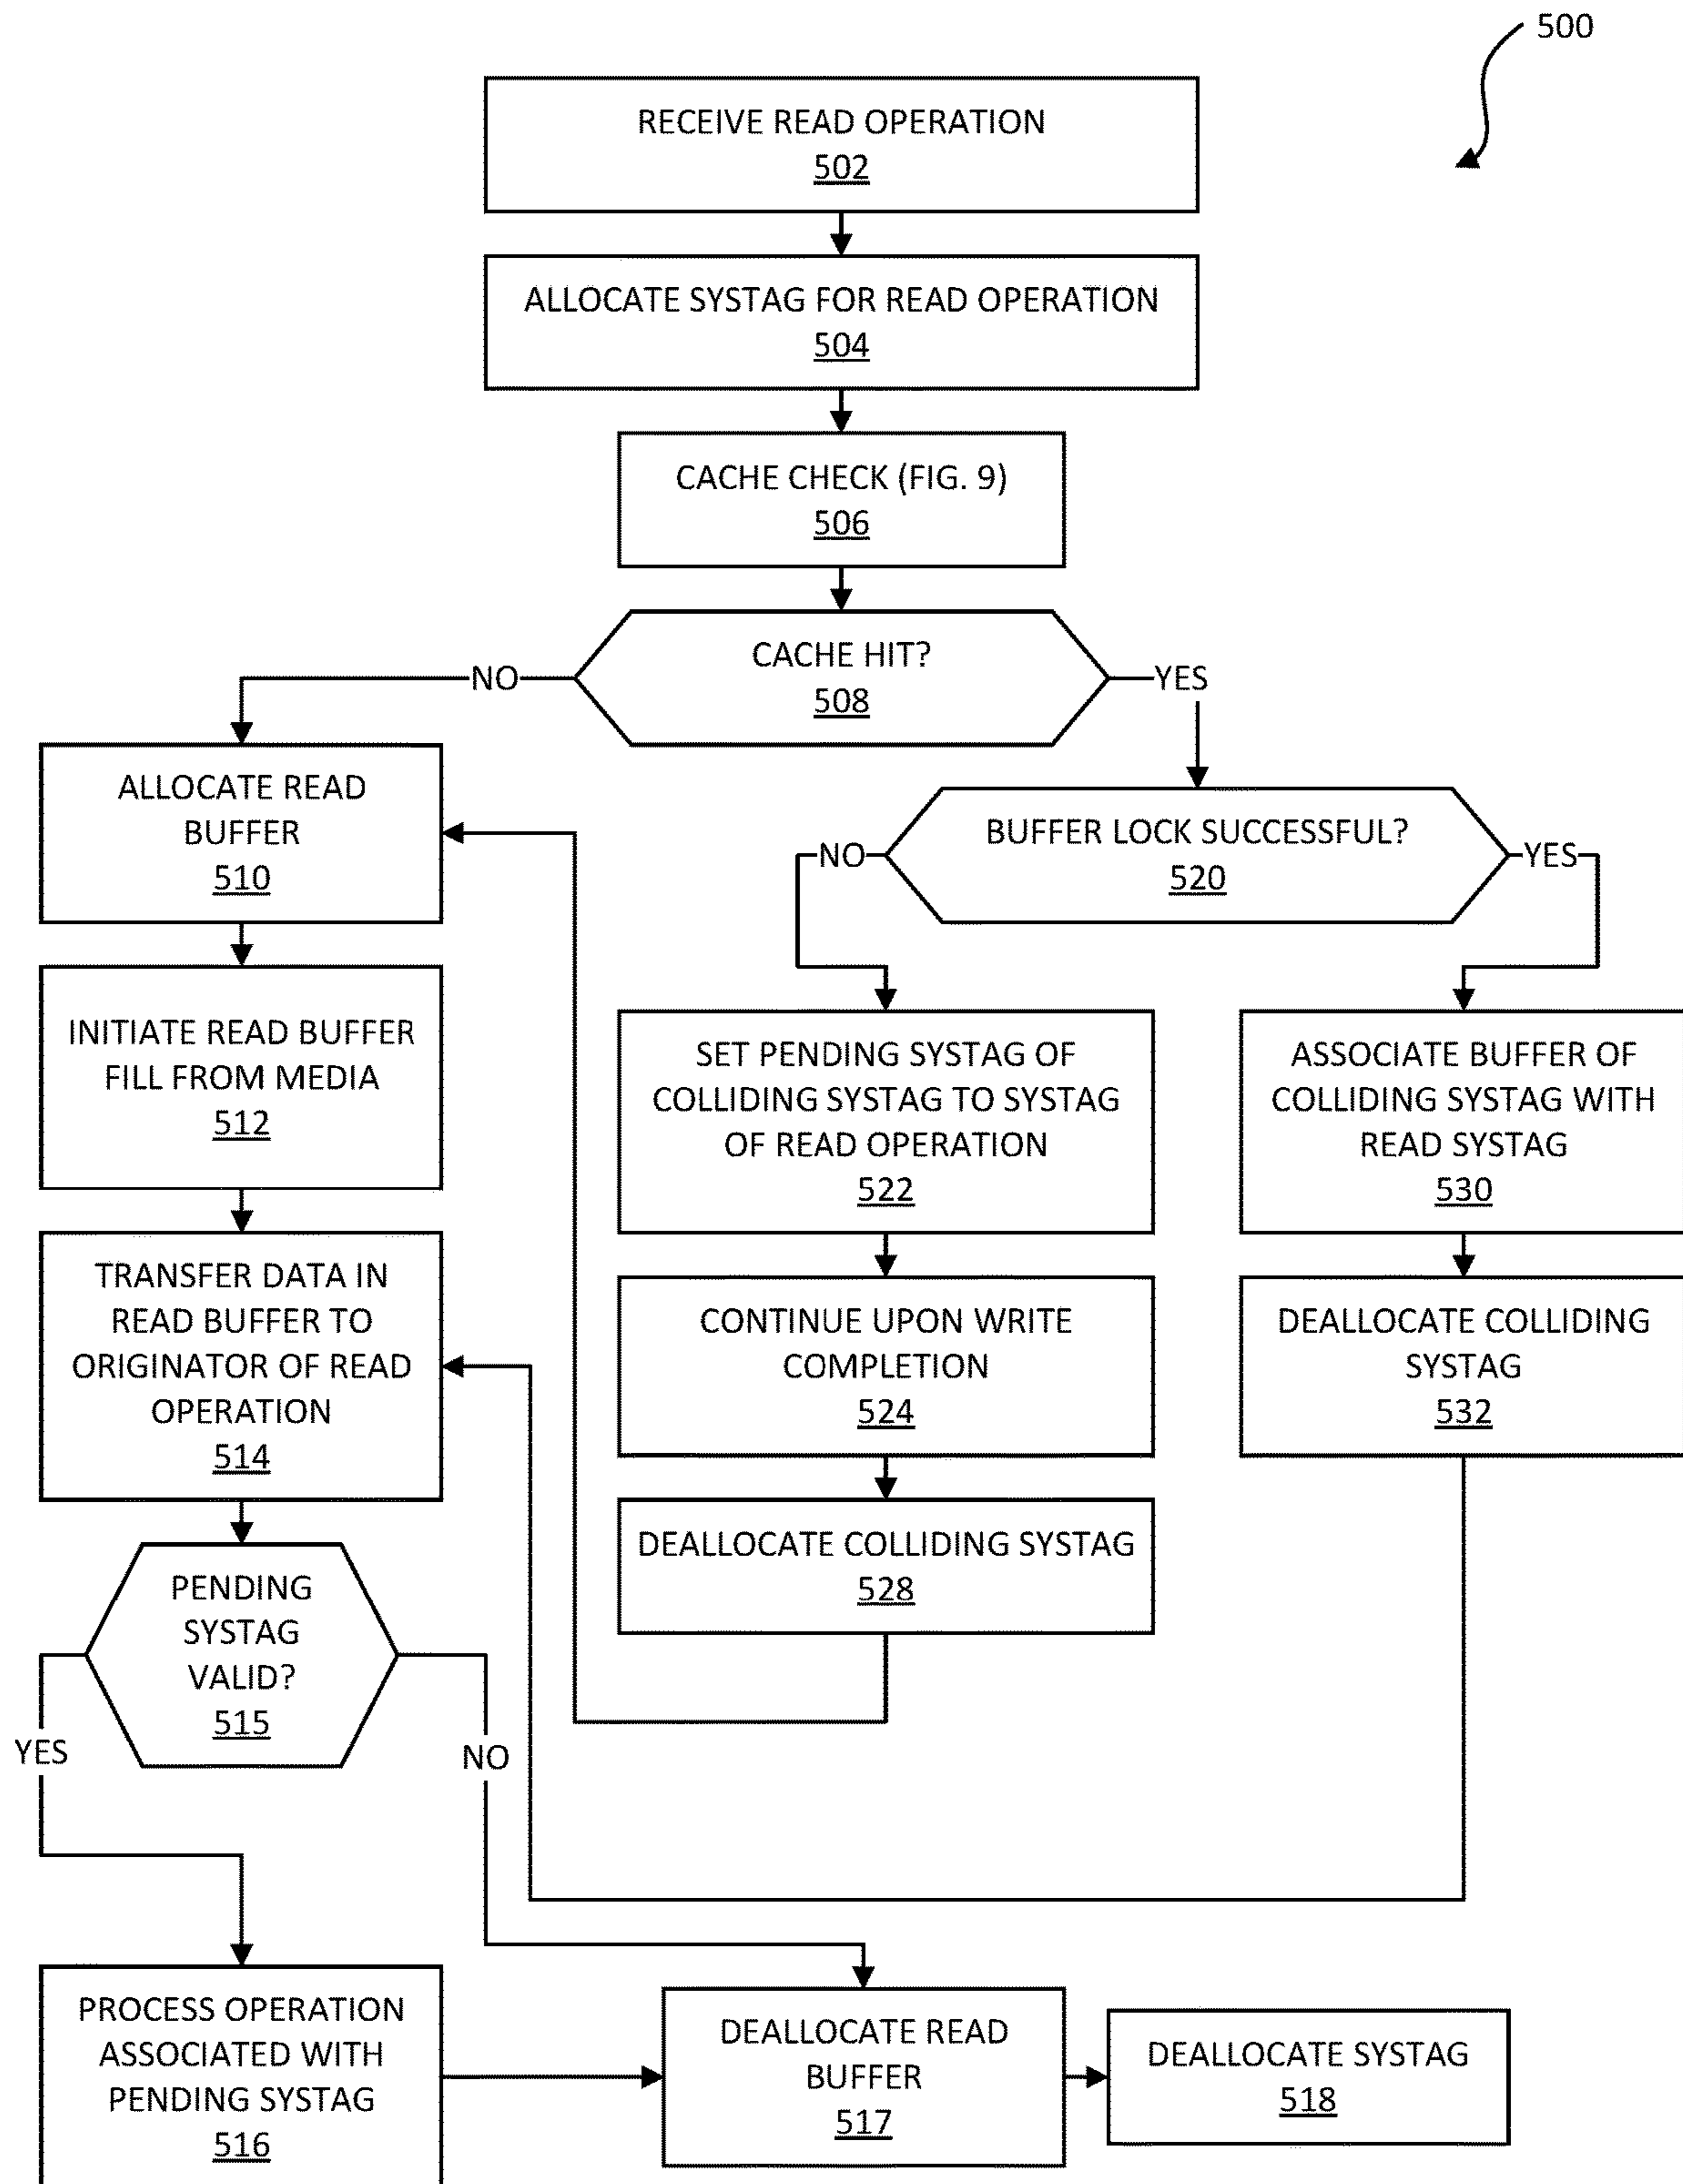 500
RECEIVE READ OPERATION
502
ALLOCATE SYSTAG FOR READ OPERATION
504
CACHE CHECK (FIG. 9)
506
CACHE HIT?
508
NO
YES
ALLOCATE READ
BUFFER
510
BUFFER LOCK SUCCESSFUL?
520
NO
YES
INITIATE READ BUFFER
FILL FROM MEDIA
512
SET PENDING SYSTAG OF
COLLIDING SYSTAG TO SYSTAG
OF READ OPERATION
522
ASSOCIATE BUFFER OF
COLLIDING SYSTAG WITH
READ SYSTAG
530
TRANSFER DATA IN
READ BUFFER TO
ORIGINATOR OF READ
OPERATION
514
CONTINUE UPON WRITE
COMPLETION
524
DEALLOCATE COLLIDING
SYSTAG
532
DEALLOCATE COLLIDING SYSTAG
528
PENDING
SYSTAG
VALID?
515
YES
NO
PROCESS OPERATION
ASSOCIATED WITH
PENDING SYSTAG
516
DEALLOCATE READ
BUFFER
517
DEALLOCATE SYSTAG
518